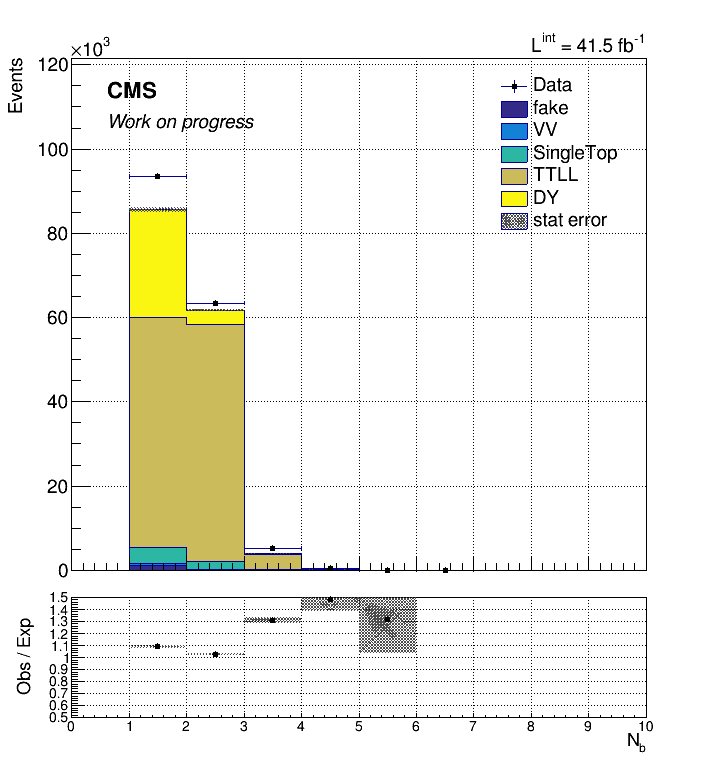 L^int = 41.5 fb^-1
×10^3
Events
120
100
80
60
40
20
0
CMS
Work on progress
Data
fake
VV
SingleTop
TTLL
DY
stat error
Obs / Exp
1.5
1.4
1.3
1.2
1.1
1
0.9
0.8
0.7
0.6
0.5
0 1 2 3 4 5 6 7 8 9 10
N_b